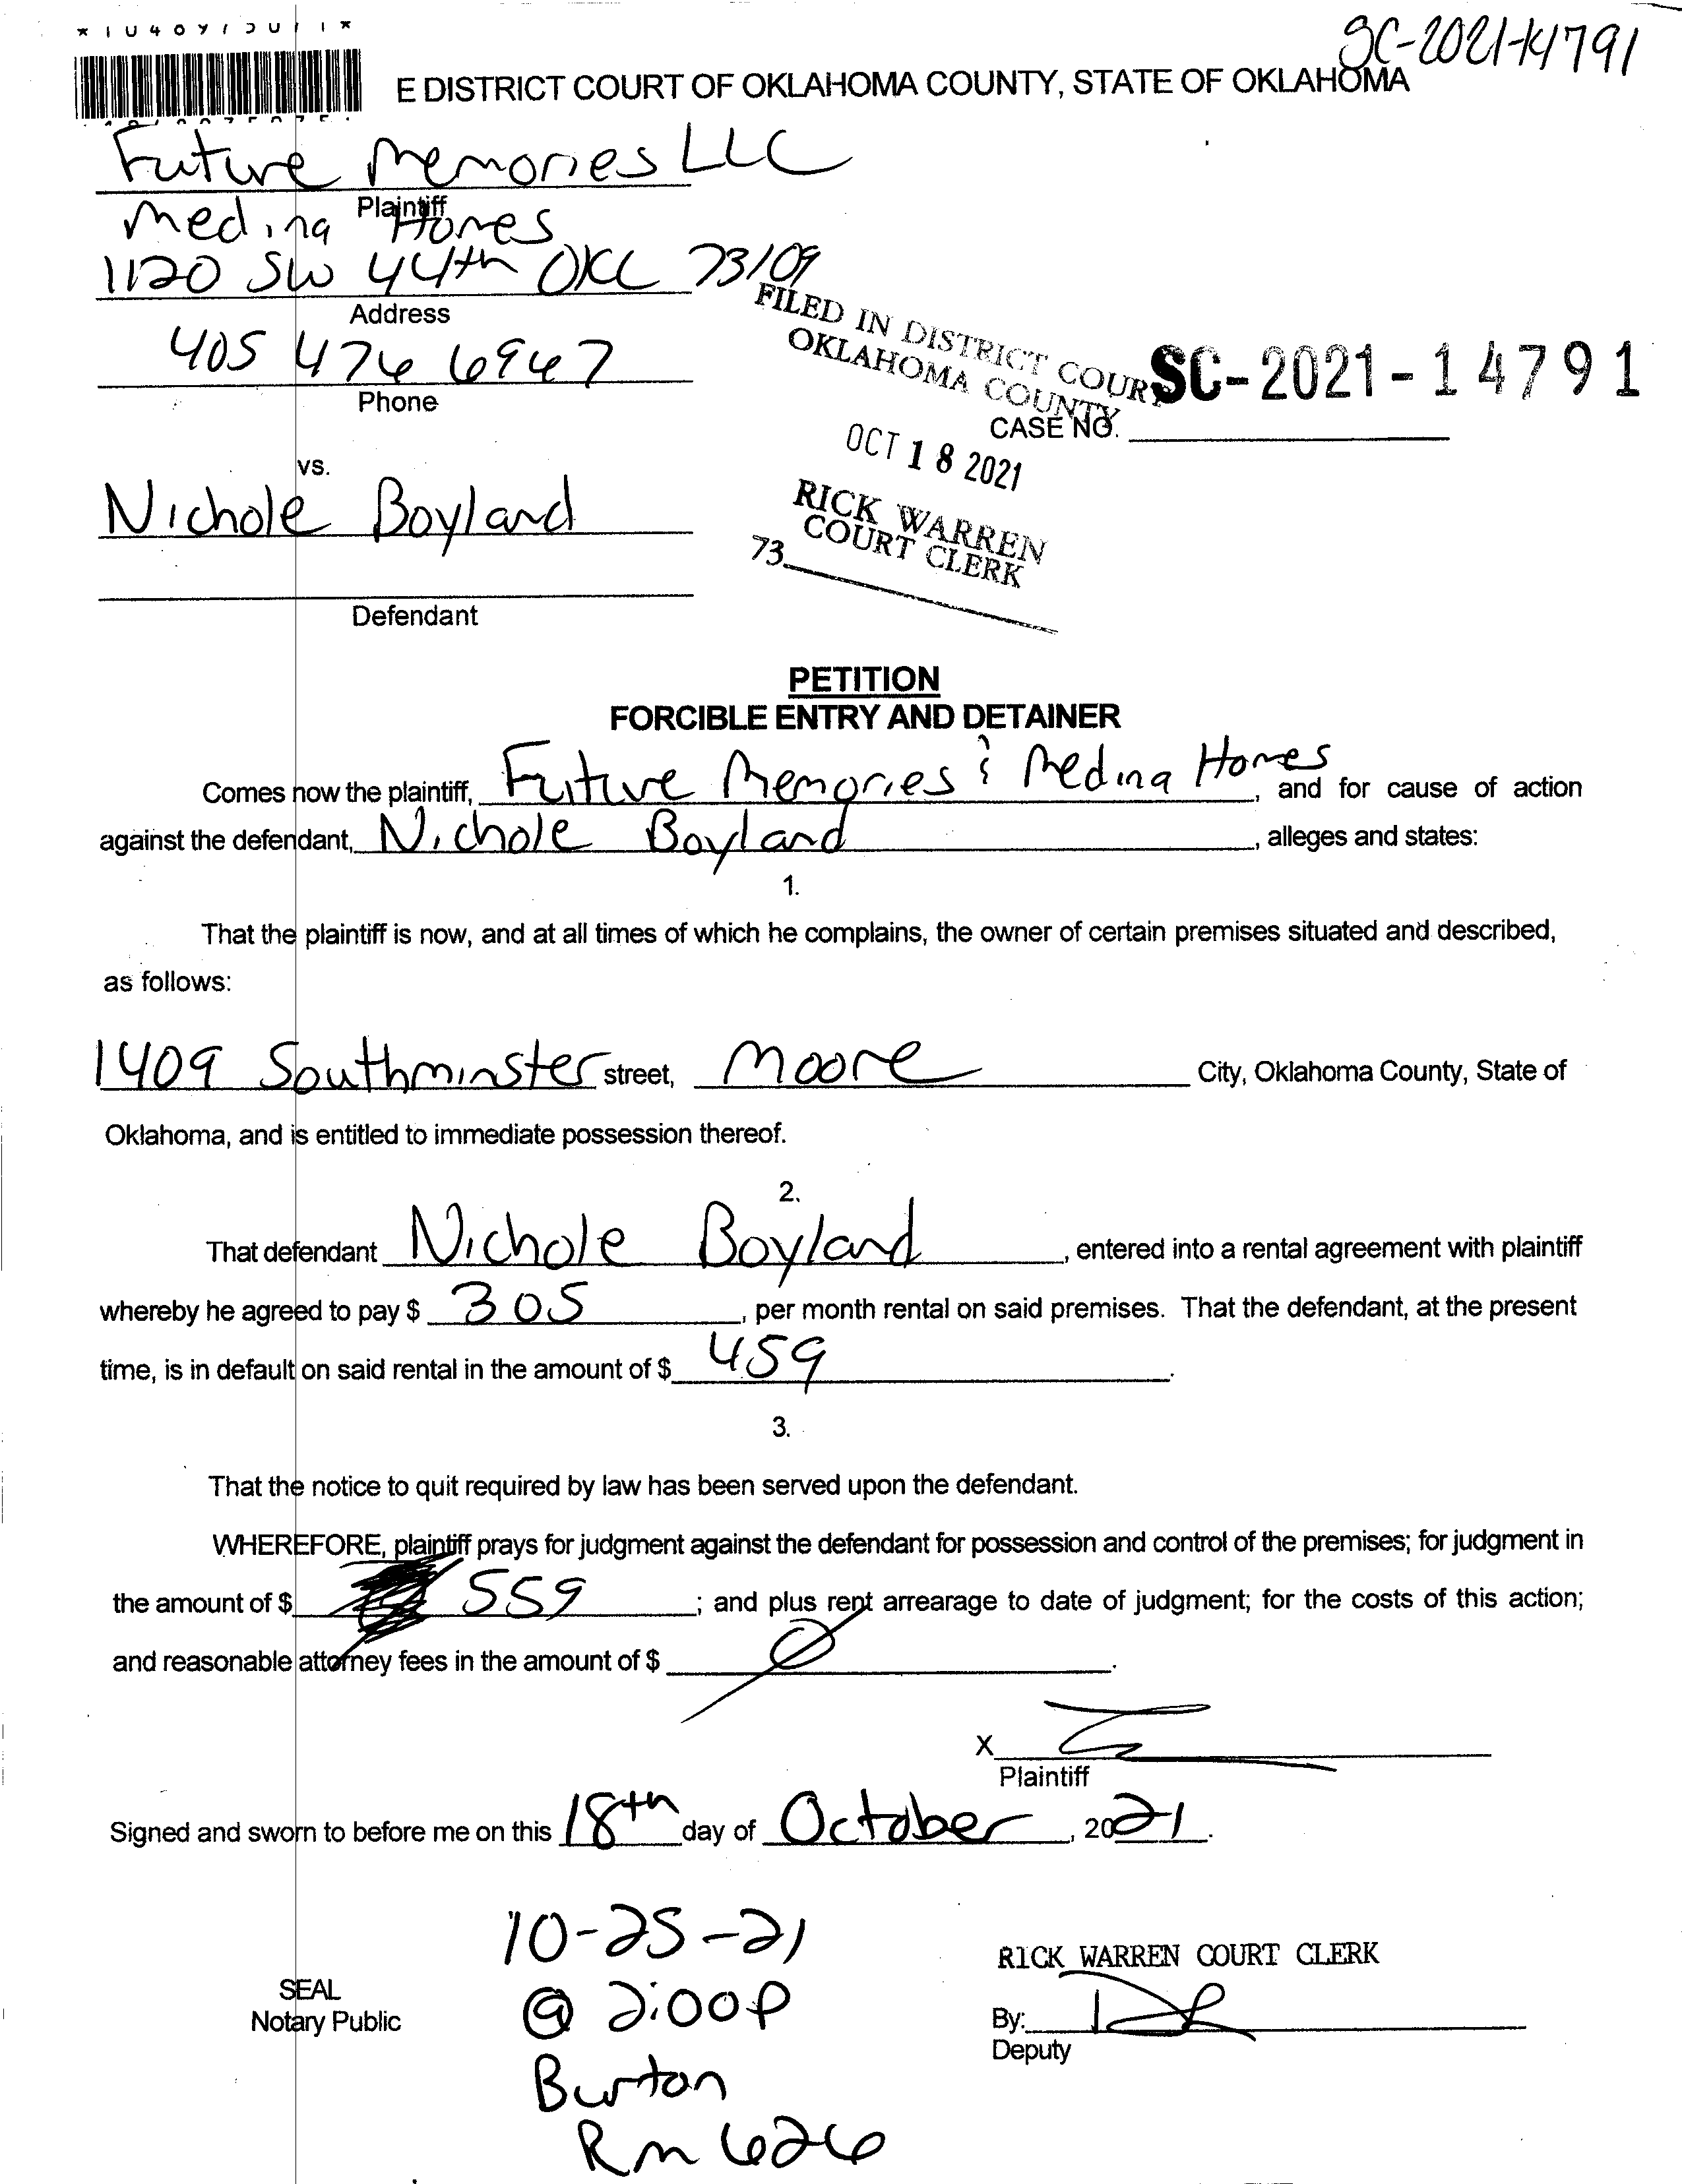 SC-2021-14791
E DISTRICT COURT OF OKLAHOMA COUNTY, STATE OF OKLAHOMA
Future Memories LLC
Plaintiff
Medina Homes
1120 SW 44th OKC 73109
Address
405 476 6967
Phone
FILED IN DISTRICT COURT
OKLAHOMA COUNTY
SC-2021-14791
CASE NO.
OCT 18 2021
vs.
RICK WARREN
COURT CLERK
73
Nichole Boyland
Defendant
PETITION
FORCIBLE ENTRY AND DETAINER
Comes now the plaintiff, Future Memories & Medina Homes, and for cause of action
against the defendant, Nichole Boyland, alleges and states:
1.
That the plaintiff is now, and at all times of which he complains, the owner of certain premises situated and described,
as follows:
1409 Southminster street, Moore City, Oklahoma County, State of
Oklahoma, and is entitled to immediate possession thereof.
2.
That defendant Nichole Boyland, entered into a rental agreement with plaintiff
whereby he agreed to pay $ 305, per month rental on said premises. That the defendant, at the present
time, is in default on said rental in the amount of $ 459.
3.
That the notice to quit required by law has been served upon the defendant.
WHEREFORE, plaintiff prays for judgment against the defendant for possession and control of the premises; for judgment in
the amount of $ 559; and plus rent arrearage to date of judgment; for the costs of this action;
and reasonable attorney fees in the amount of $ Ø.
X
Plaintiff
Signed and sworn to before me on this 18th day of October, 2021.
10-25-21
@ 2:00P
Burton
Rm 626
SEAL
Notary Public
RICK WARREN COURT CLERK
By:
Deputy